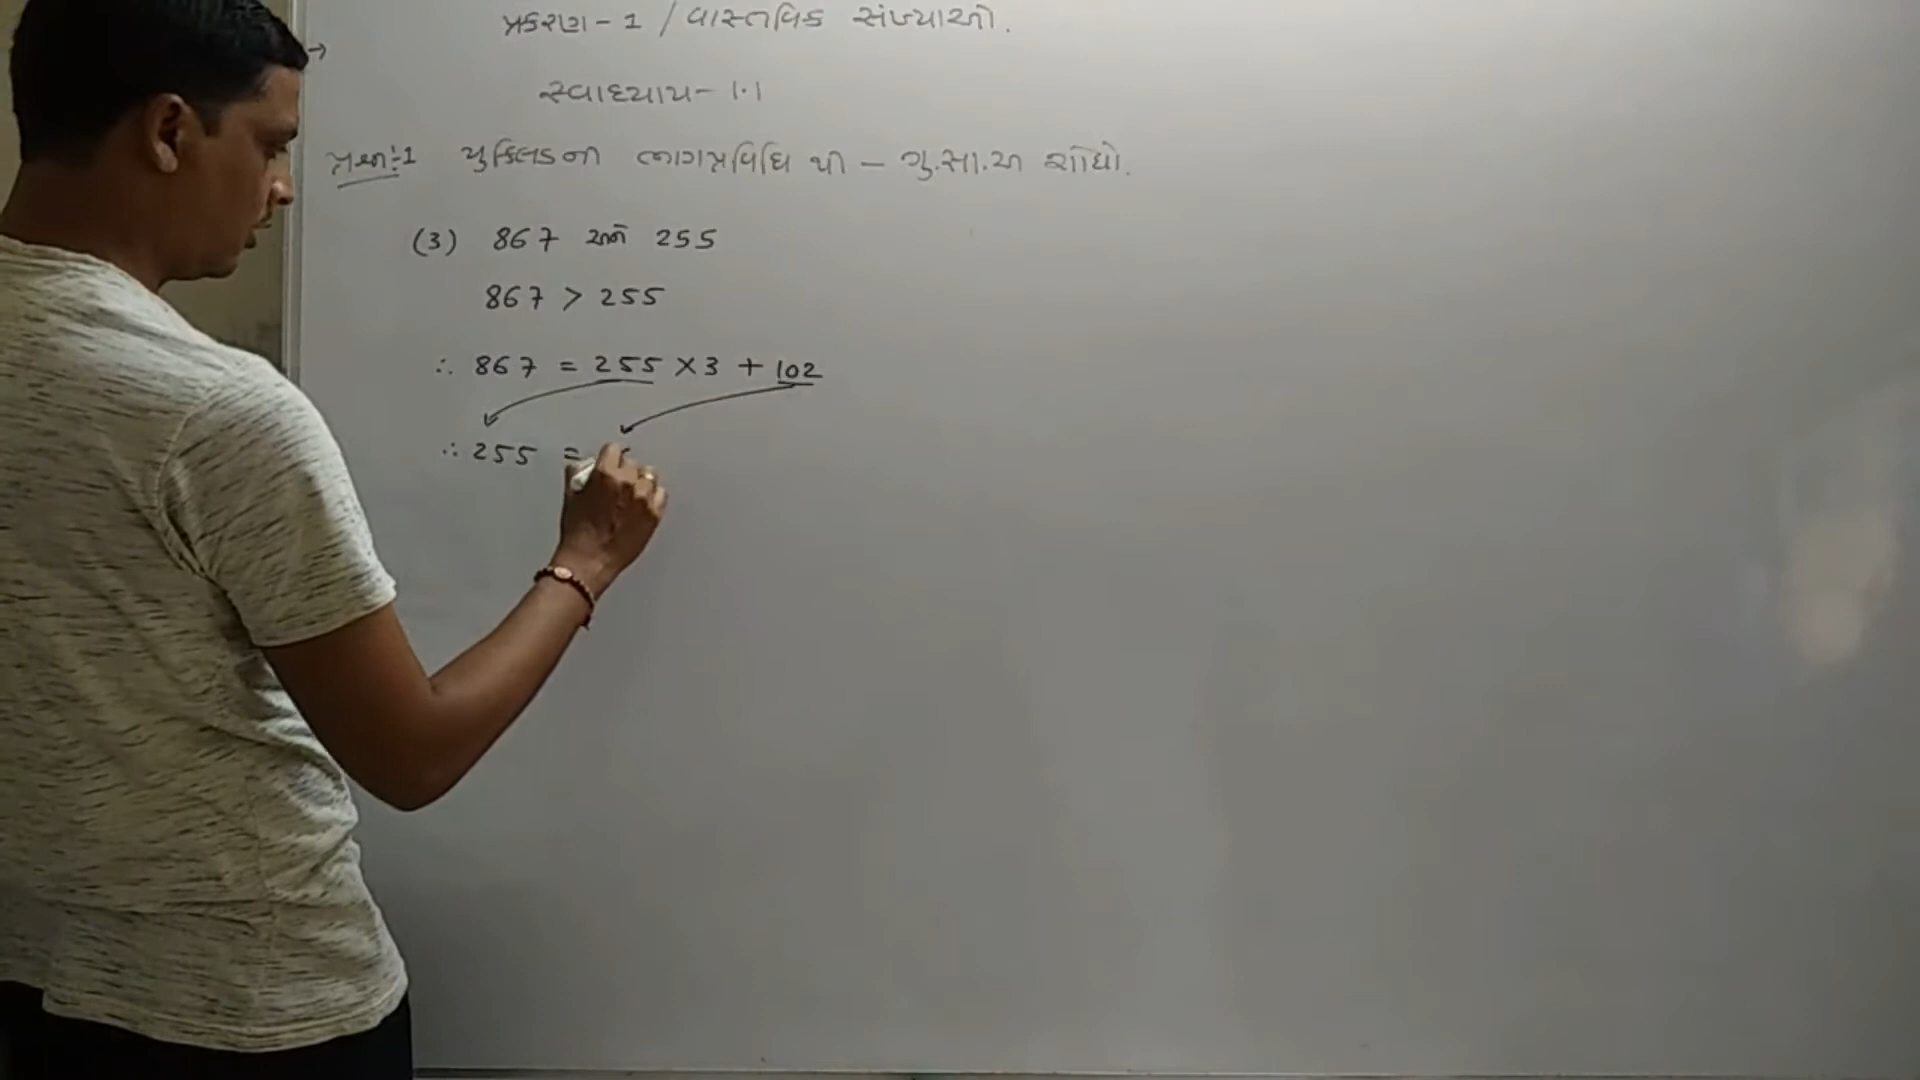 પ્રકરણ - 1 / વાસ્તવિક સંખ્યાઓ.
સ્વાધ્યાય - 1.1
પ્રશ્ન:-1 યુક્લિડની ભાગપ્રવિધિ થી - ગુ.સા.અ શોધો.
(3) 867 અને 255
867 > 255
∴ 867 = 255 × 3 + 102
∴ 255 =